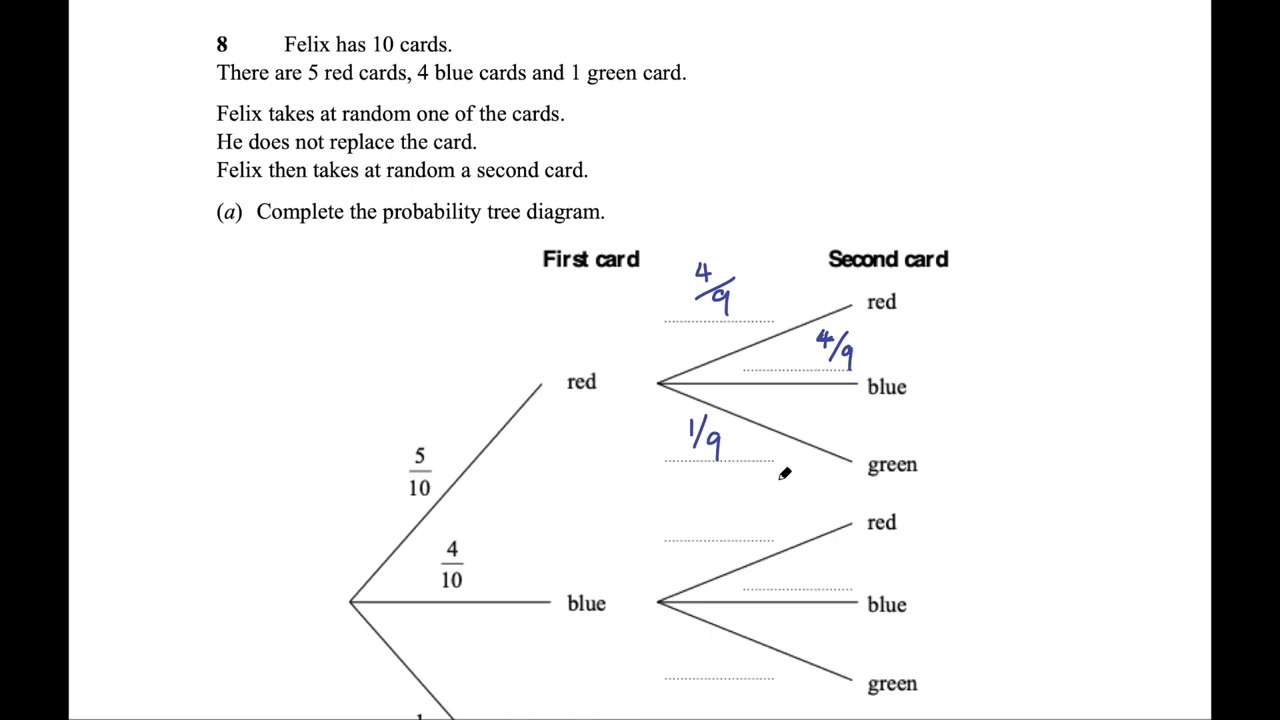 8 Felix has 10 cards.
There are 5 red cards, 4 blue cards and 1 green card.
Felix takes at random one of the cards.
He does not replace the card.
Felix then takes at random a second card.
(a) Complete the probability tree diagram.
First card Second card
4/9
red
4/9
red
blue
1/9
5
10
green
red
4
10
blue
blue
green
1